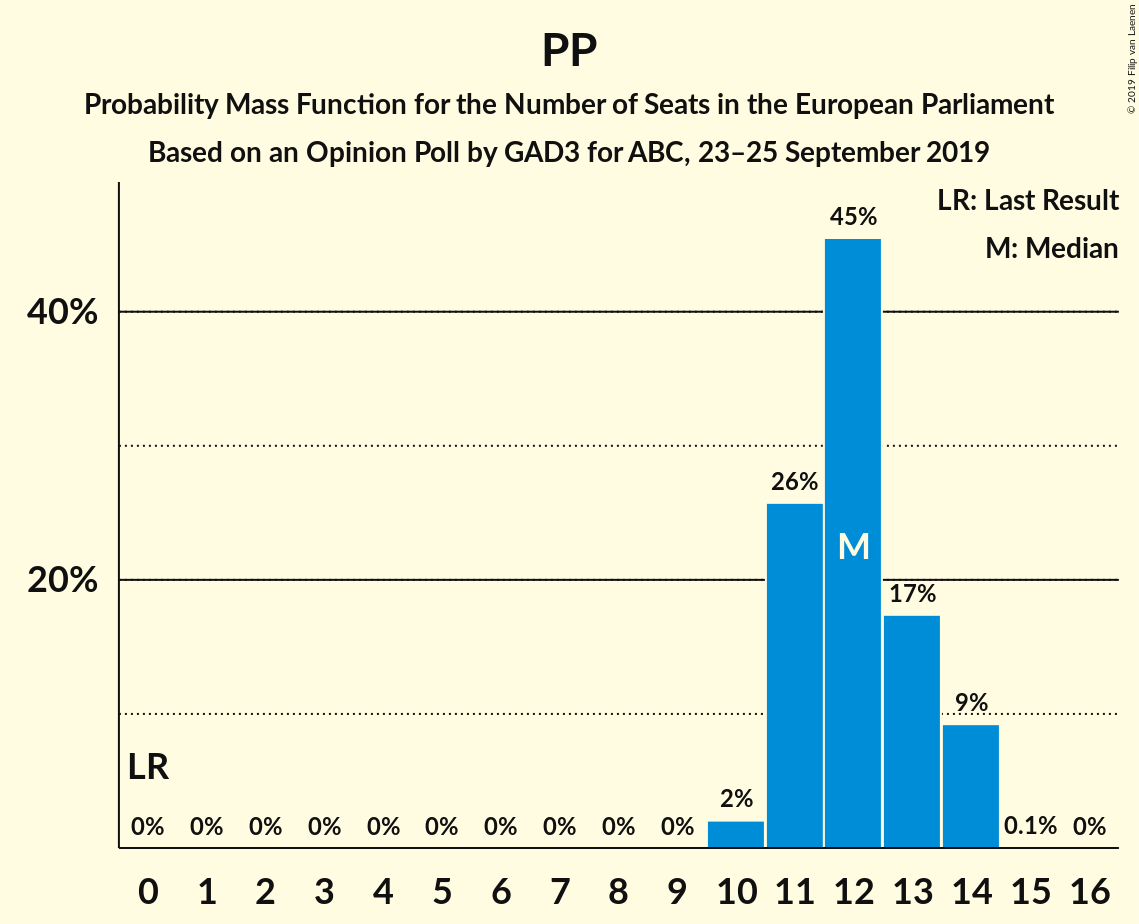 PP
Probability Mass Function for the Number of Seats in the European Parliament
Based on an Opinion Poll by GAD3 for ABC, 23–25 September 2019
© 2019 Filip van Laenen
LR: Last Result
M: Median
45%
40%
26%
M
20%
17%
9%
LR
2%
0% 0% 0% 0% 0% 0% 0% 0% 0% 0% 0.1% 0%
0 1 2 3 4 5 6 7 8 9 10 11 12 13 14 15 16